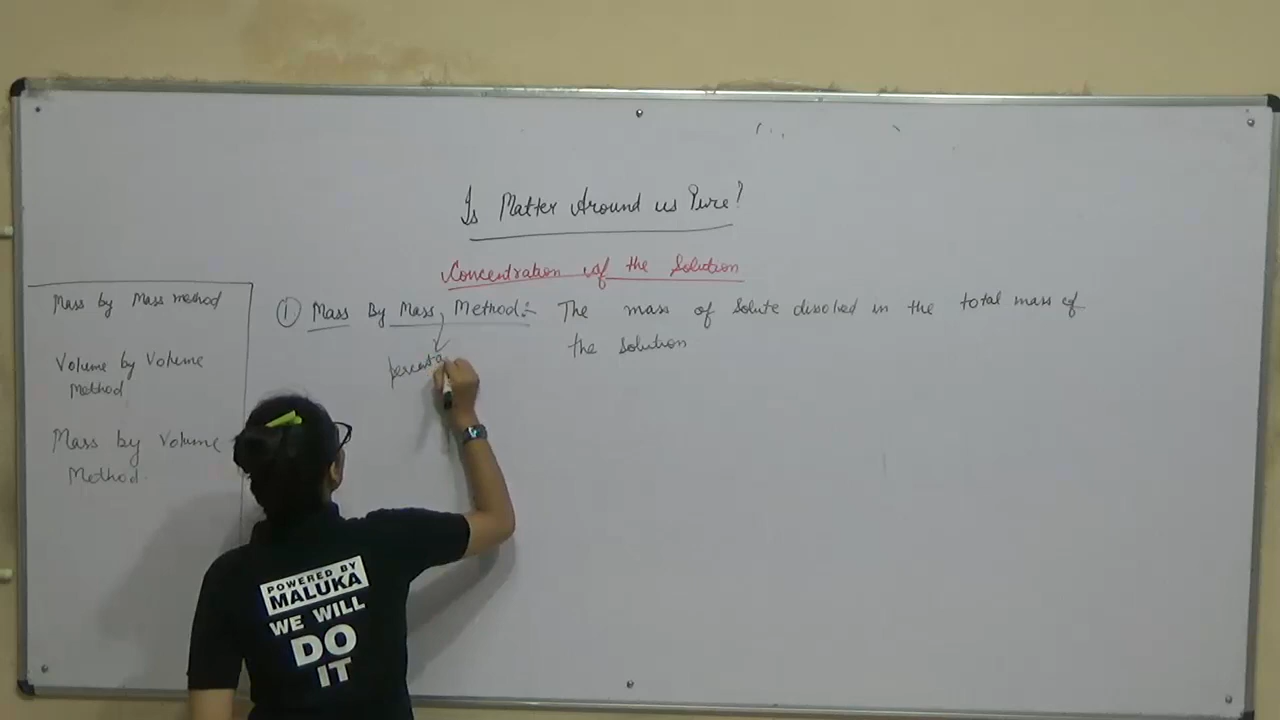 Is Matter Around us Pure?
Concentration of the Solution
Mass by Mass method
Volume by Volume
Method
Mass by Volume
Method.
① Mass By Mass, Method:- The mass of Solute disolled in the total mass of
the Solution
percenta
POWERED BY
MALUKA
WE WILL
DO
IT